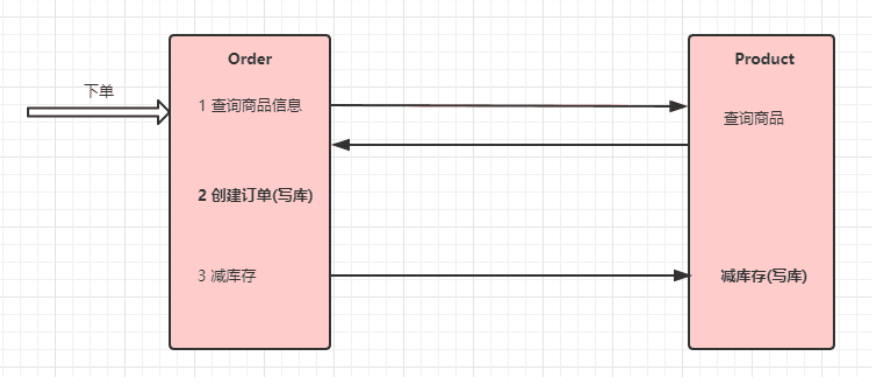 Order
Product
下单
1 查询商品信息
查询商品
2 创建订单(写库)
3 减库存
减库存(写库)